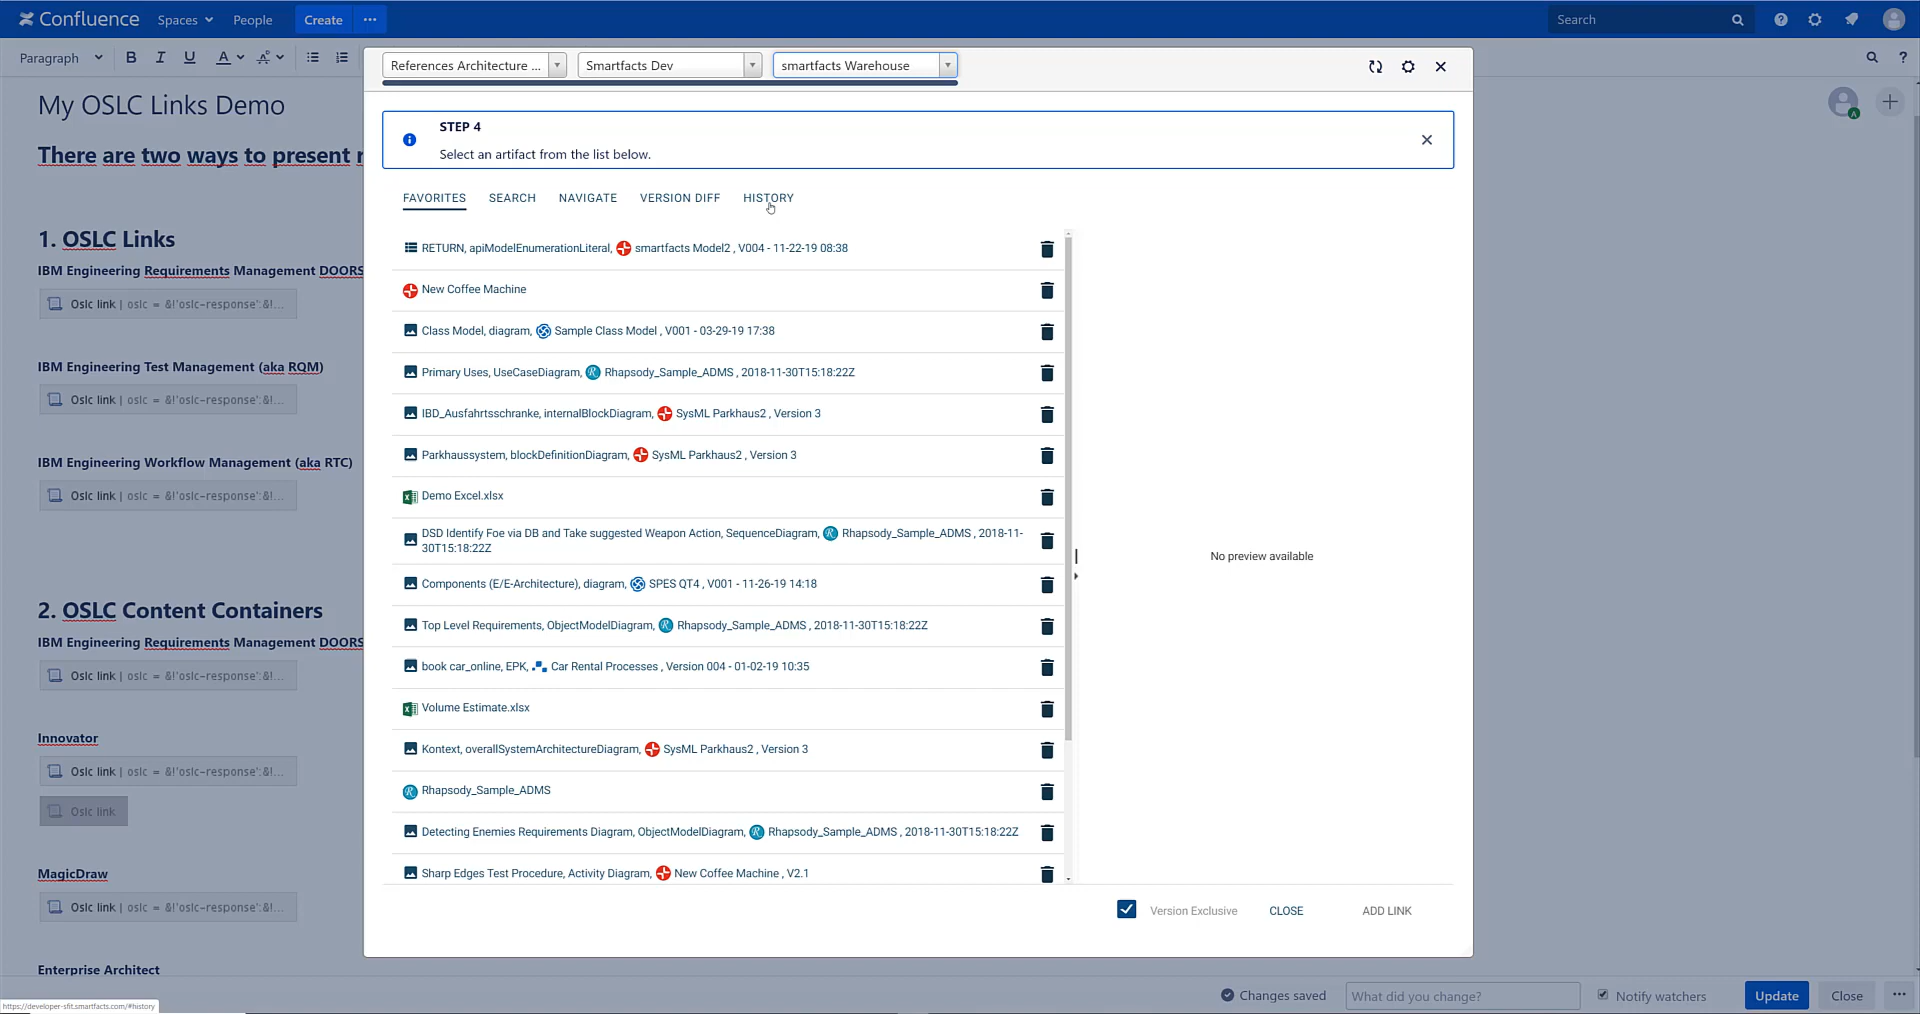 Confluence
Spaces
People
Create
Search
Paragraph
B I U A
References Architecture ...
Smartfacts Dev
smartfacts Warehouse
My OSLC Links Demo
STEP 4
Select an artifact from the list below.
There are two ways to present r
FAVORITES
SEARCH
NAVIGATE
VERSION DIFF
HISTORY
1. OSLC Links
IBM Engineering Requirements Management DOORS
Oslc link | oslc = &!'oslc-response':&!...
IBM Engineering Test Management (aka RQM)
Oslc link | oslc = &!'oslc-response':&!...
IBM Engineering Workflow Management (aka RTC)
Oslc link | oslc = &!'oslc-response':&!...
2. OSLC Content Containers
IBM Engineering Requirements Management DOORS
Oslc link | oslc = &!'oslc-response':&!...
Innovator
Oslc link | oslc = &!'oslc-response':&!...
Oslc link
MagicDraw
Oslc link | oslc = &!'oslc-response':&!...
Enterprise Architect
RETURN, apiModelEnumerationLiteral, smartfacts Model2 , V004 - 11-22-19 08:38
New Coffee Machine
Class Model, diagram, Sample Class Model , V001 - 03-29-19 17:38
Primary Uses, UseCaseDiagram, Rhapsody_Sample_ADMS , 2018-11-30T15:18:22Z
IBD_Ausfahrtsschranke, internalBlockDiagram, SysML Parkhaus2 , Version 3
Parkhaussystem, blockDefinitionDiagram, SysML Parkhaus2 , Version 3
Demo Excel.xlsx
DSD Identify Foe via DB and Take suggested Weapon Action, SequenceDiagram, Rhapsody_Sample_ADMS , 2018-11-
30T15:18:22Z
Components (E/E-Architecture), diagram, SPES QT4 , V001 - 11-26-19 14:18
Top Level Requirements, ObjectModelDiagram, Rhapsody_Sample_ADMS , 2018-11-30T15:18:22Z
book car_online, EPK, Car Rental Processes , Version 004 - 01-02-19 10:35
Volume Estimate.xlsx
Kontext, overallSystemArchitectureDiagram, SysML Parkhaus2 , Version 3
Rhapsody_Sample_ADMS
Detecting Enemies Requirements Diagram, ObjectModelDiagram, Rhapsody_Sample_ADMS , 2018-11-30T15:18:22Z
Sharp Edges Test Procedure, Activity Diagram, New Coffee Machine , V2.1
No preview available
Version Exclusive
CLOSE
ADD LINK
https://developer-sfit.smartfacts.com/#history
Changes saved
What did you change?
Notify watchers
Update
Close